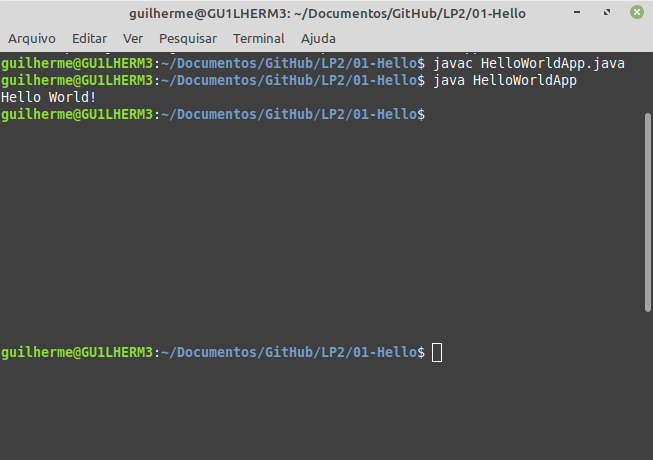 guilherme@GU1LHERM3: ~/Documentos/GitHub/LP2/01-Hello
Arquivo Editar Ver Pesquisar Terminal Ajuda
guilherme@GU1LHERM3:~/Documentos/GitHub/LP2/01-Hello$ javac HelloWorldApp.java
guilherme@GU1LHERM3:~/Documentos/GitHub/LP2/01-Hello$ java HelloWorldApp
Hello World!
guilherme@GU1LHERM3:~/Documentos/GitHub/LP2/01-Hello$
guilherme@GU1LHERM3:~/Documentos/GitHub/LP2/01-Hello$